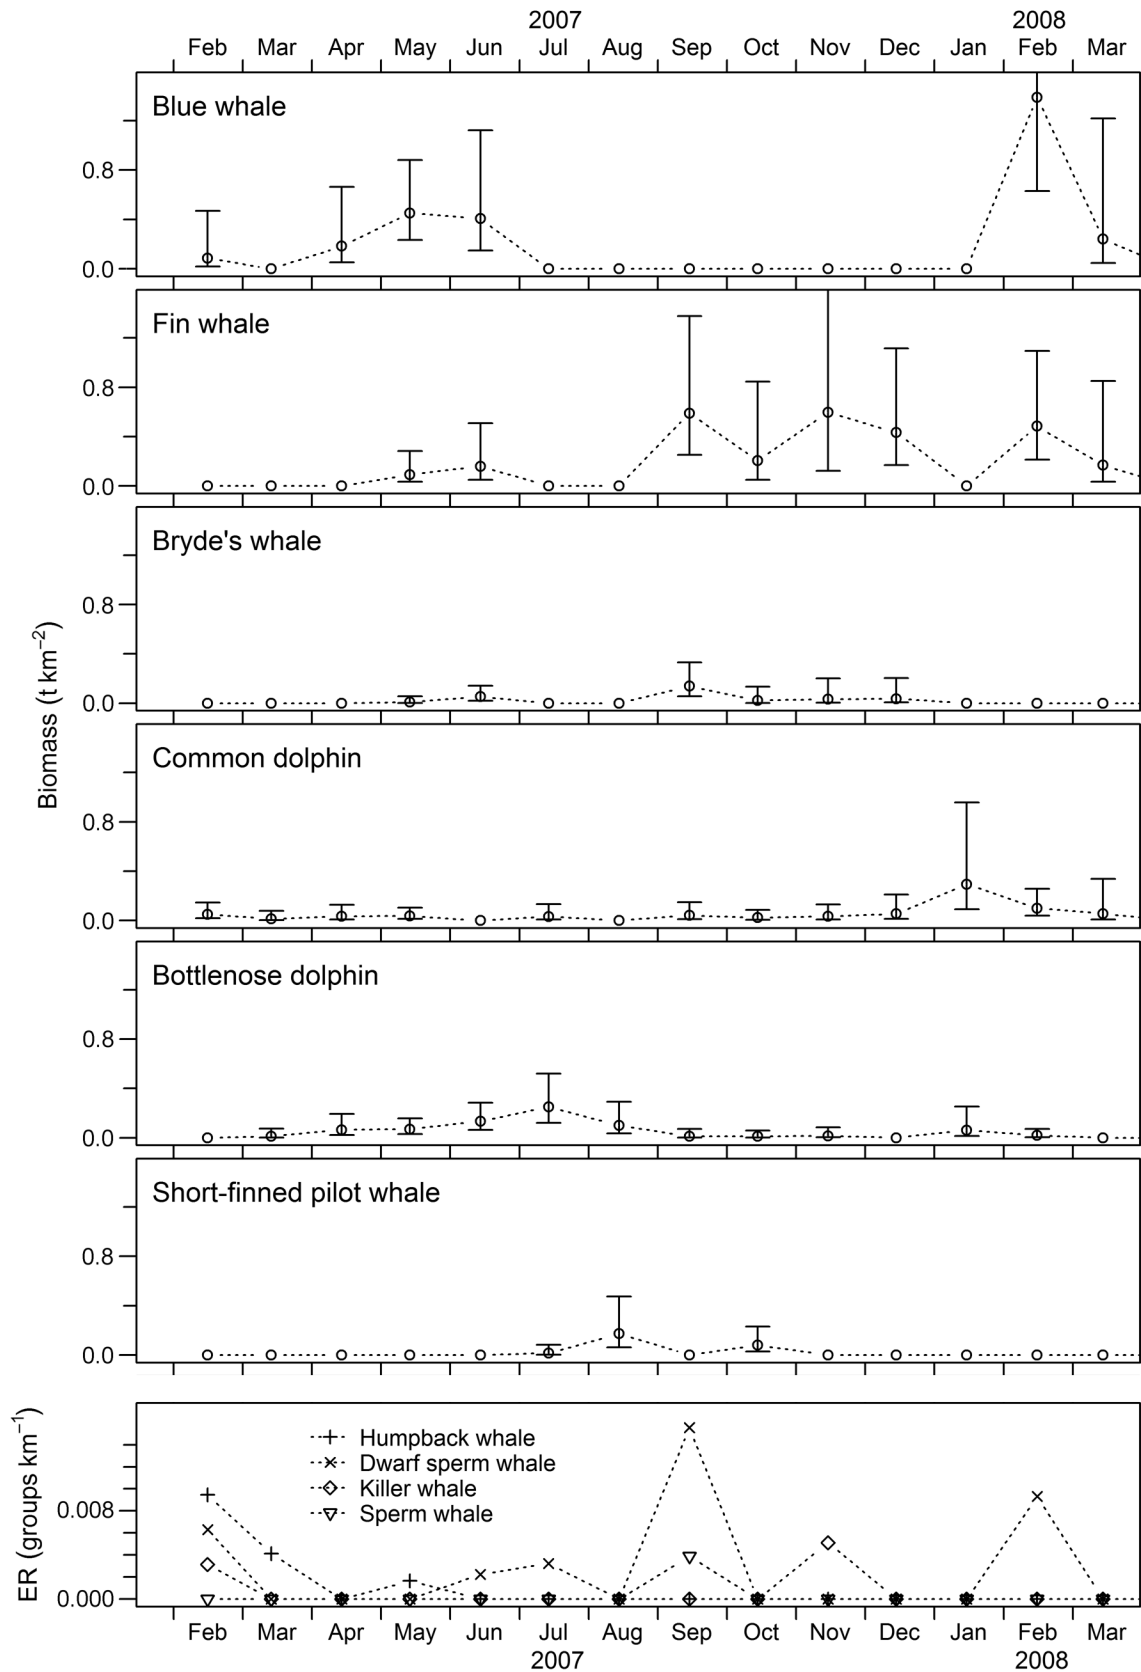 2007 2008
Feb Mar Apr May Jun Jul Aug Sep Oct Nov Dec Jan Feb Mar
Blue whale
0.8
0.0
Fin whale
0.8
0.0
Bryde's whale
0.8
0.0
Biomass (t km−2)
Common dolphin
0.8
0.0
Bottlenose dolphin
0.8
0.0
Short-finned pilot whale
0.8
0.0
ER (groups km−1)
Humpback whale
Dwarf sperm whale
Killer whale
Sperm whale
0.008
0.000
Feb Mar Apr May Jun Jul Aug Sep Oct Nov Dec Jan Feb Mar
2007 2008